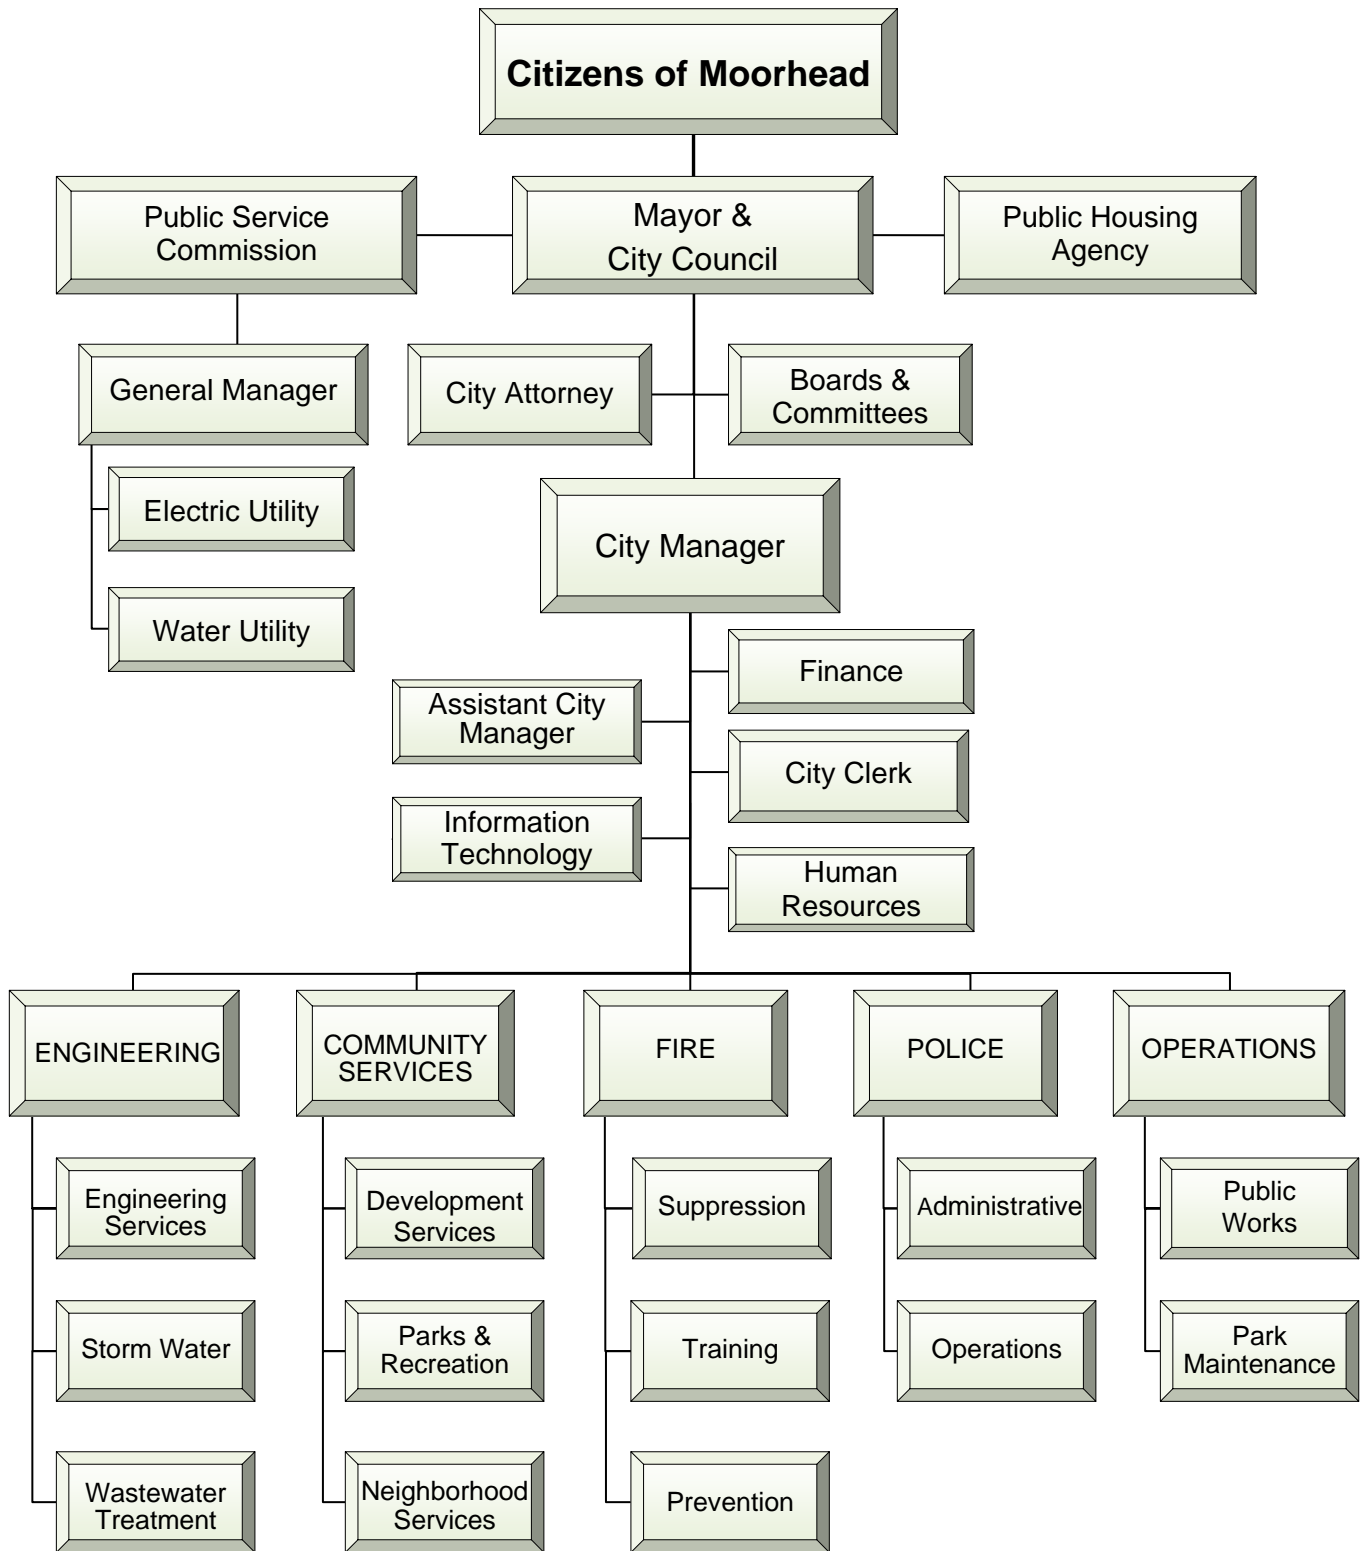 Citizens of Moorhead
Public Service
Commission
Mayor &
City Council
Public Housing
Agency
General Manager
City Attorney
Boards &
Committees
Electric Utility
City Manager
Water Utility
Finance
Assistant City
Manager
City Clerk
Information
Technology
Human
Resources
ENGINEERING
COMMUNITY
SERVICES
FIRE
POLICE
OPERATIONS
Engineering
Services
Development
Services
Suppression
Administrative
Public
Works
Storm Water
Parks &
Recreation
Training
Operations
Park
Maintenance
Wastewater
Treatment
Neighborhood
Services
Prevention